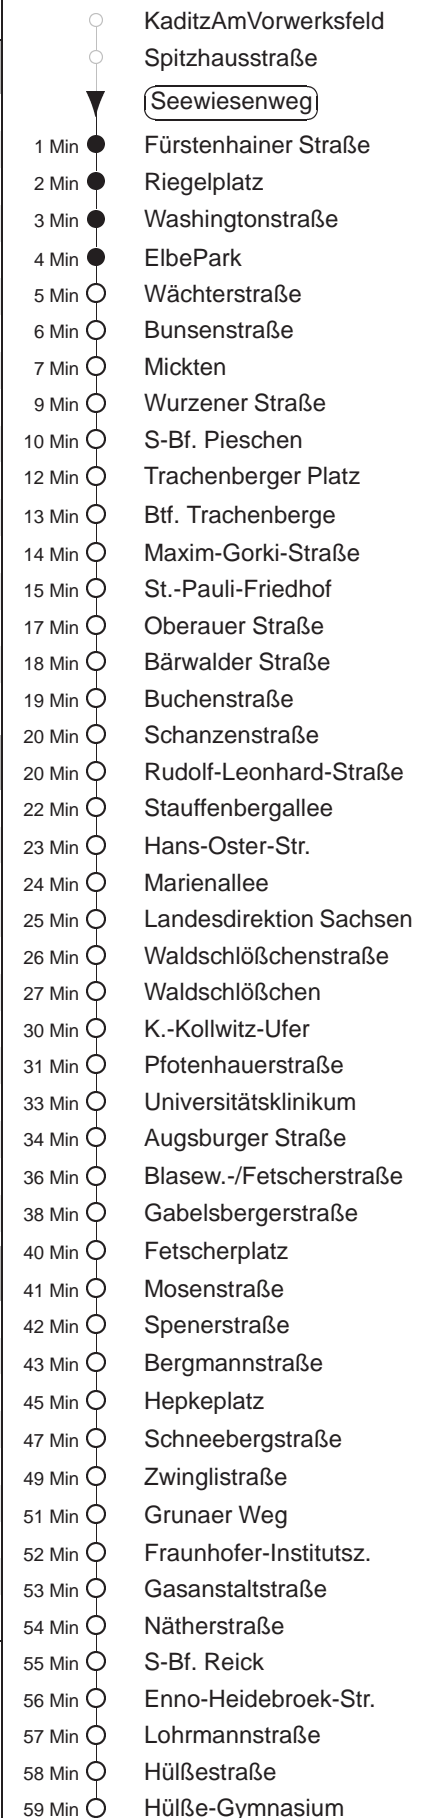 KaditzAmVorwerksfeld
Spitzhausstraße
Seewiesenweg
1 Min Fürstenhainer Straße
2 Min Riegelplatz
3 Min Washingtonstraße
4 Min ElbePark
5 Min Wächterstraße
6 Min Bunsenstraße
7 Min Mickten
9 Min Wurzener Straße
10 Min S-Bf. Pieschen
12 Min Trachenberger Platz
13 Min Btf. Trachenberge
14 Min Maxim-Gorki-Straße
15 Min St.-Pauli-Friedhof
17 Min Oberauer Straße
18 Min Bärwalder Straße
19 Min Buchenstraße
20 Min Schanzenstraße
20 Min Rudolf-Leonhard-Straße
22 Min Stauffenbergallee
23 Min Hans-Oster-Str.
24 Min Marienallee
25 Min Landesdirektion Sachsen
26 Min Waldschlößchenstraße
27 Min Waldschlößchen
30 Min K.-Kollwitz-Ufer
31 Min Pfotenhauerstraße
33 Min Universitätsklinikum
34 Min Augsburger Straße
36 Min Blasew.-/Fetscherstraße
38 Min Gabelsbergerstraße
40 Min Fetscherplatz
41 Min Mosenstraße
42 Min Spenerstraße
43 Min Bergmannstraße
45 Min Hepkeplatz
47 Min Schneebergstraße
49 Min Zwinglistraße
51 Min Grunaer Weg
52 Min Fraunhofer-Institutsz.
53 Min Gasanstaltstraße
54 Min Nätherstraße
55 Min S-Bf. Reick
56 Min Enno-Heidebroek-Str.
57 Min Lohrmannstraße
58 Min Hülßestraße
59 Min Hülße-Gymnasium